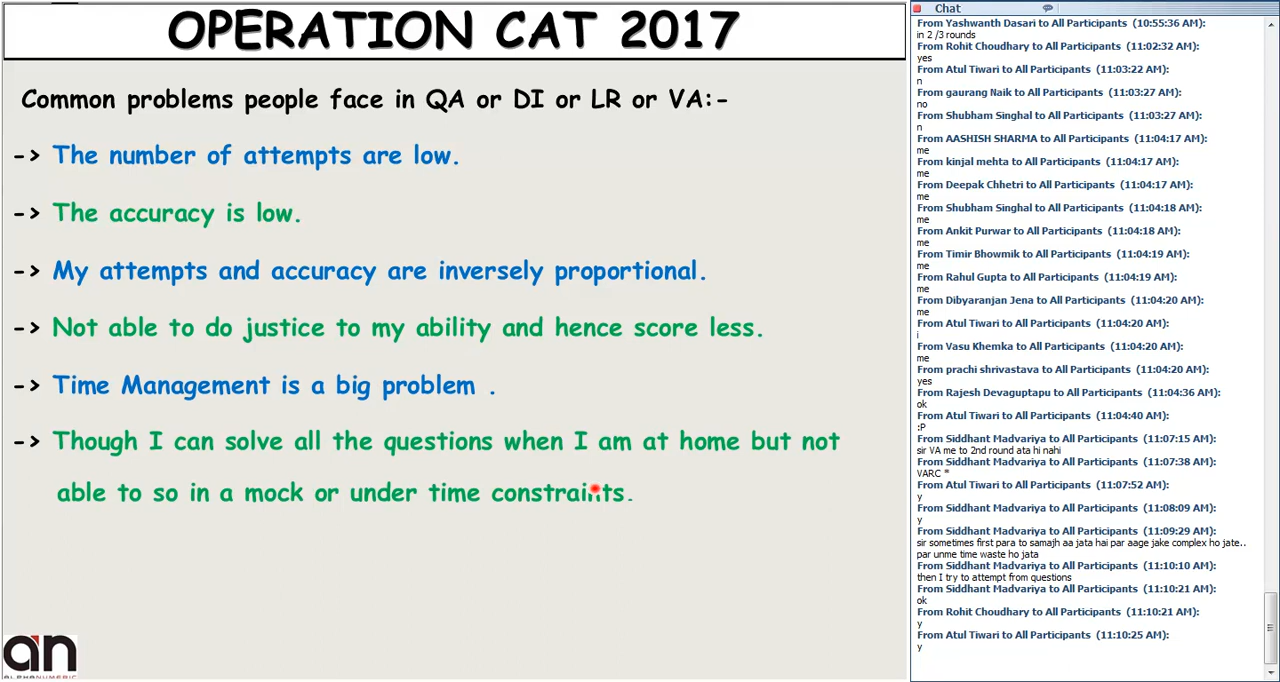 OPERATION CAT 2017
Common problems people face in QA or DI or LR or VA:-
-> The number of attempts are low.
-> The accuracy is low.
-> My attempts and accuracy are inversely proportional.
-> Not able to do justice to my ability and hence score less.
-> Time Management is a big problem .
-> Though I can solve all the questions when I am at home but not
able to so in a mock or under time constraints.
an
ALPHANUMERIC
Chat
From Yashwanth Dasari to All Participants (10:55:36 AM):
in 2 /3 rounds
From Rohit Choudhary to All Participants (11:02:32 AM):
yes
From Atul Tiwari to All Participants (11:03:22 AM):
n
From gaurang Naik to All Participants (11:03:27 AM):
no
From Shubham Singhal to All Participants (11:03:27 AM):
n
From AASHISH SHARMA to All Participants (11:04:17 AM):
me
From kinjal mehta to All Participants (11:04:17 AM):
me
From Deepak Chhetri to All Participants (11:04:17 AM):
me
From Shubham Singhal to All Participants (11:04:18 AM):
me
From Ankit Purwar to All Participants (11:04:18 AM):
me
From Timir Bhowmik to All Participants (11:04:19 AM):
me
From Rahul Gupta to All Participants (11:04:19 AM):
me
From Dibyaranjan Jena to All Participants (11:04:20 AM):
me
From Atul Tiwari to All Participants (11:04:20 AM):
i
From Vasu Khemka to All Participants (11:04:20 AM):
me
From prachi shrivastava to All Participants (11:04:20 AM):
yes
From Rajesh Devaguptapu to All Participants (11:04:36 AM):
ok
From Atul Tiwari to All Participants (11:04:40 AM):
:P
From Siddhant Madvariya to All Participants (11:07:15 AM):
sir VA me to 2nd round ata hi nahi
From Siddhant Madvariya to All Participants (11:07:38 AM):
VARC *
From Atul Tiwari to All Participants (11:07:52 AM):
y
From Siddhant Madvariya to All Participants (11:08:09 AM):
y
From Siddhant Madvariya to All Participants (11:09:29 AM):
sir sometimes first para to samajh aa jata hai par aage jake complex ho jate..
par unme time waste ho jata
From Siddhant Madvariya to All Participants (11:10:10 AM):
then I try to attempt from questions
From Siddhant Madvariya to All Participants (11:10:21 AM):
ok
From Rohit Choudhary to All Participants (11:10:21 AM):
y
From Atul Tiwari to All Participants (11:10:25 AM):
y